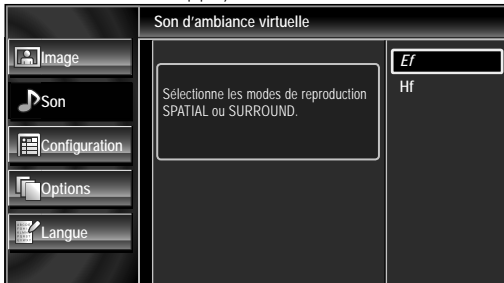 Son d'ambiance virtuelle
Image
Son
Configuration
Options
Langue
Sélectionne les modes de reproduction
SPATIAL ou SURROUND.
Ef
Hf